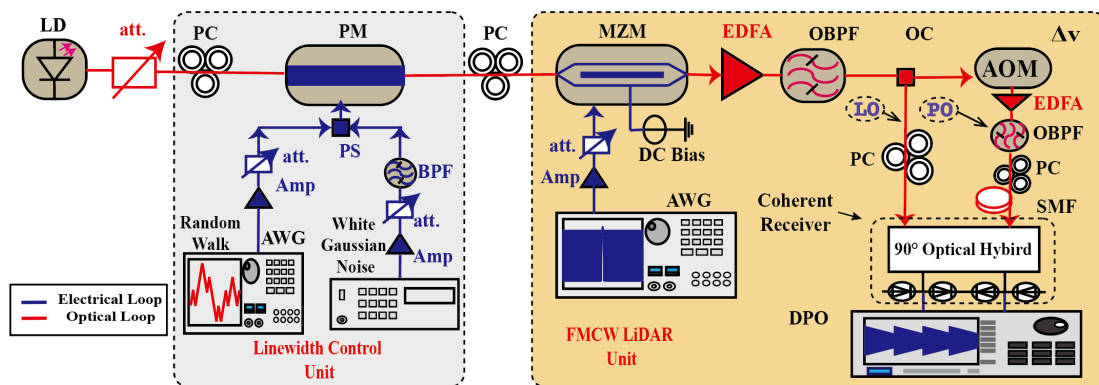 LD
att.
PC
PM
att.
PS
BPF
att.
Amp
Amp
Random
Walk
AWG
White
Gaussian
Noise
Linewidth Control
Unit
Electrical Loop
Optical Loop
PC
MZM
EDFA
OBPF
OC
Δv
AOM
EDFA
LO
PO
OBPF
att.
DC Bias
PC
PC
Amp
AWG
Coherent
Receiver
SMF
90° Optical Hybird
FMCW LiDAR
Unit
DPO